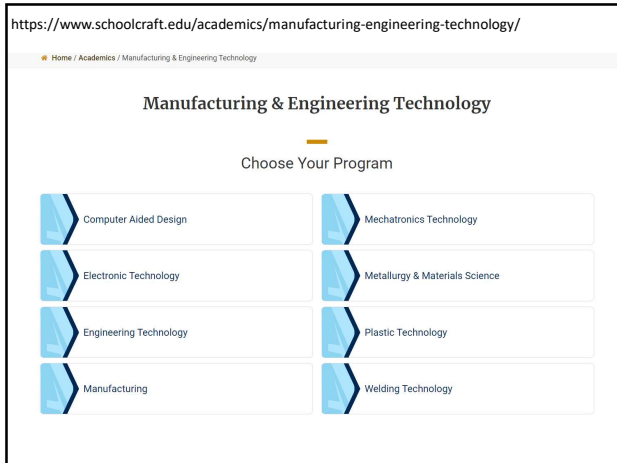 https://www.schoolcraft.edu/academics/manufacturing-engineering-technology/
Home / Academics / Manufacturing & Engineering Technology
Manufacturing & Engineering Technology
Choose Your Program
Computer Aided Design
Mechatronics Technology
Electronic Technology
Metallurgy & Materials Science
Engineering Technology
Plastic Technology
Manufacturing
Welding Technology